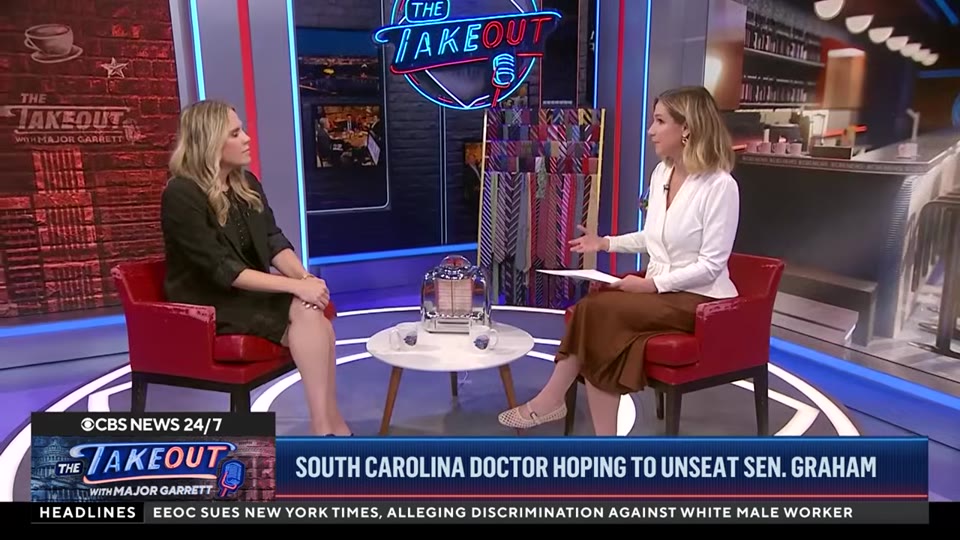 THE
TAKEOUT
THE
TAKEOUT
WITH MAJOR GARRETT
CBS NEWS 24/7
THE
TAKEOUT
WITH MAJOR GARRETT
SOUTH CAROLINA DOCTOR HOPING TO UNSEAT SEN. GRAHAM
HEADLINES
EEOC SUES NEW YORK TIMES, ALLEGING DISCRIMINATION AGAINST WHITE MALE WORKER